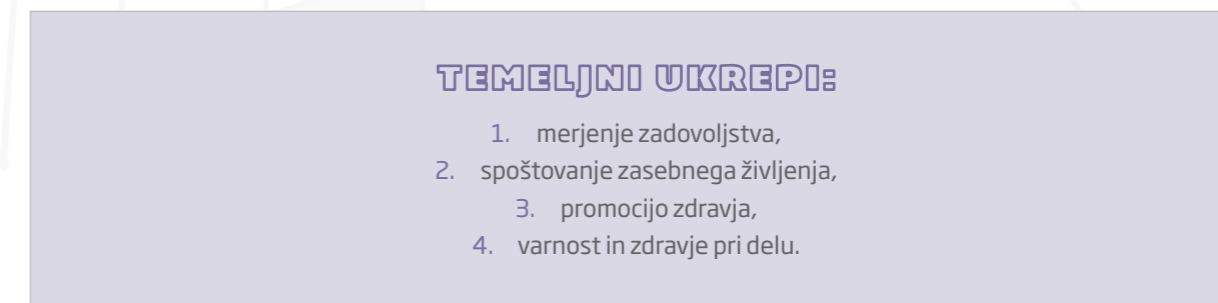 TEMELJNI UKREPI:
1. merjenje zadovoljstva,
2. spoštovanje zasebnega življenja,
3. promocijo zdravja,
4. varnost in zdravje pri delu.